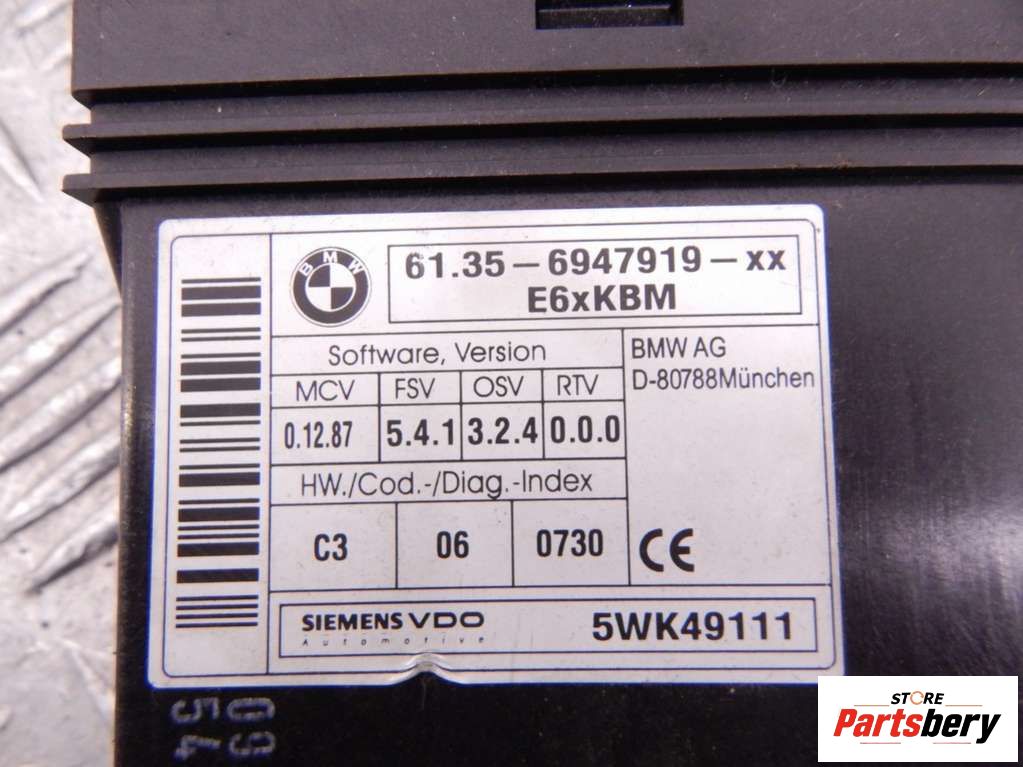 BMW
61.35 – 6947919 – xx
E6xKBM
Software, Version
MCV FSV OSV RTV
0.12.87 5.4.1 3.2.4 0.0.0
HW./Cod.-/Diag.-Index
C3 06 0730
BMW AG
D-80788München
CE
SIEMENS VDO
Automotive
5WK49111
STORE
Partsbery